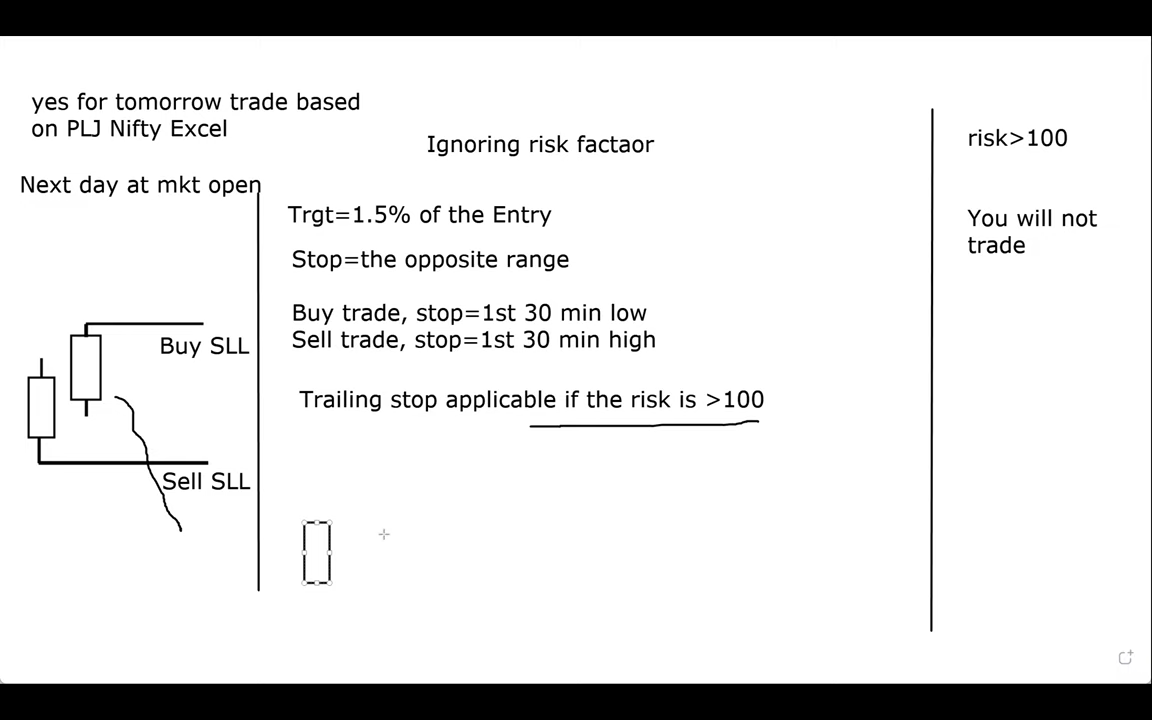 yes for tomorrow trade based
on PLJ Nifty Excel
Next day at mkt open
Buy SLL
Sell SLL
Ignoring risk factaor
Trgt=1.5% of the Entry
Stop=the opposite range
Buy trade, stop=1st 30 min low
Sell trade, stop=1st 30 min high
Trailing stop applicable if the risk is >100
risk>100
You will not
trade